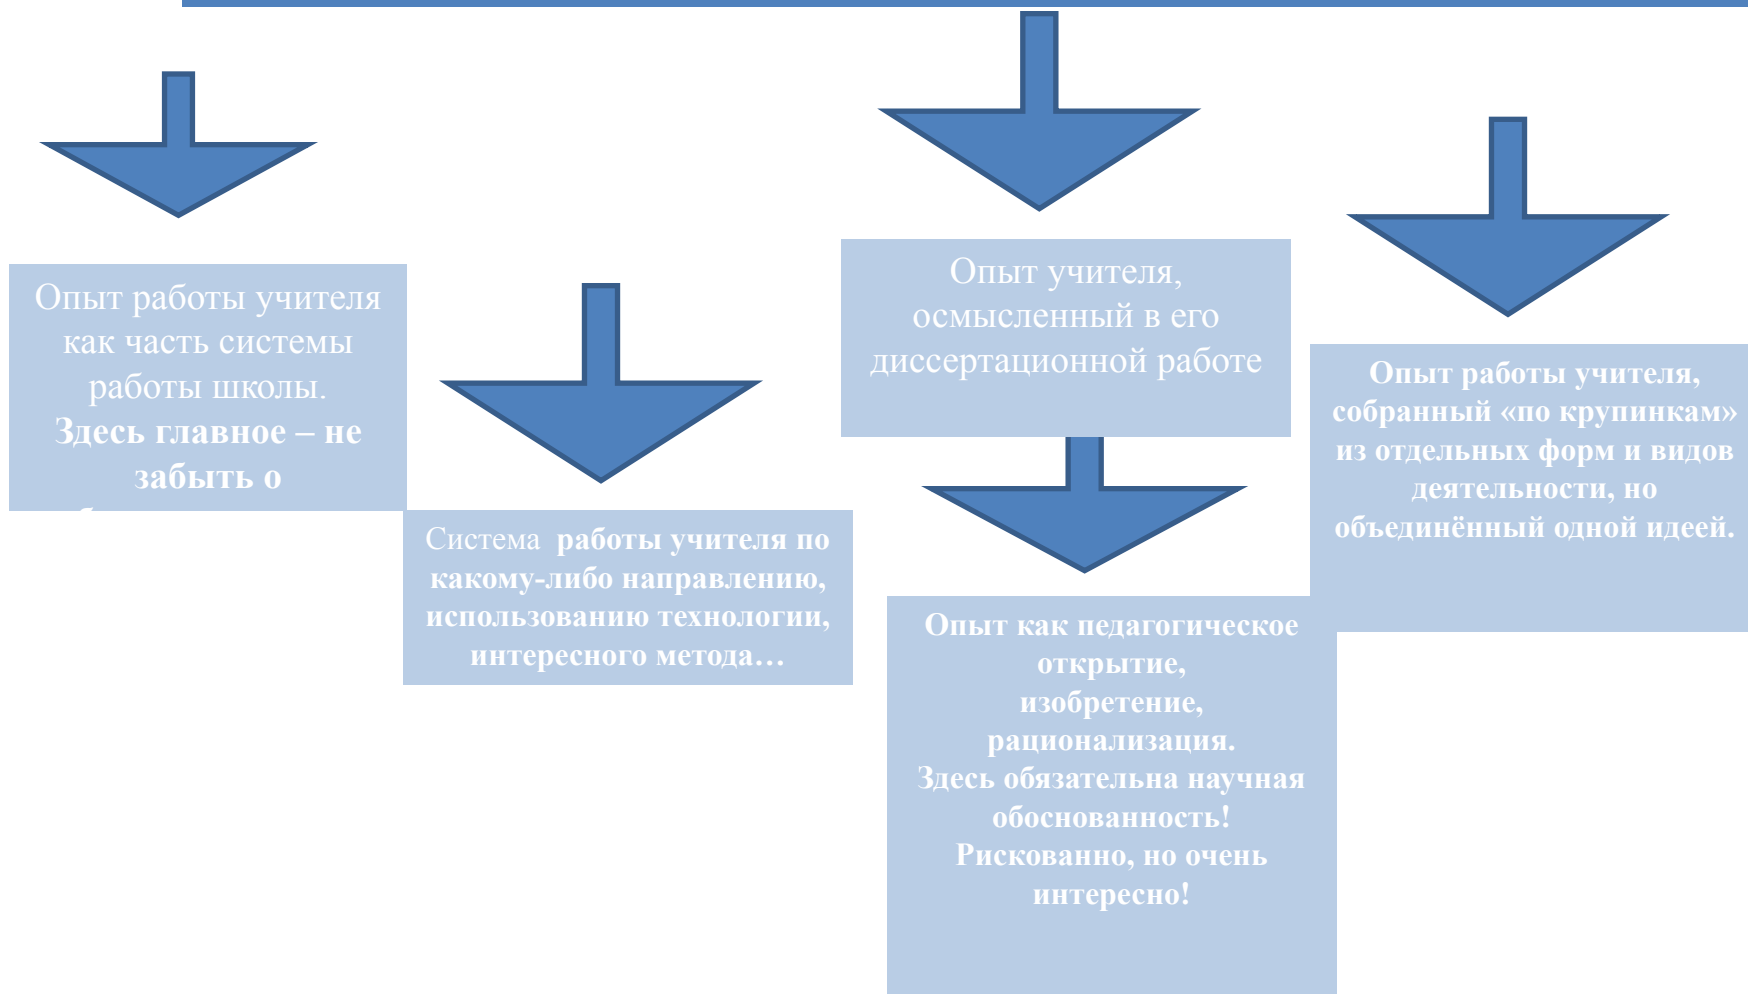 Опыт работы учителя
как часть системы
работы школы.
Здесь главное – не
забыть о
Система работы учителя по
какому-либо направлению,
использованию технологии,
интересного метода…
Опыт учителя,
осмысленный в его
диссертационной работе
Опыт как педагогическое
открытие,
изобретение,
рационализация.
Здесь обязательна научная
обоснованность!
Рискованно, но очень
интересно!
Опыт работы учителя,
собранный «по крупинкам»
из отдельных форм и видов
деятельности, но
объединённый одной идеей.